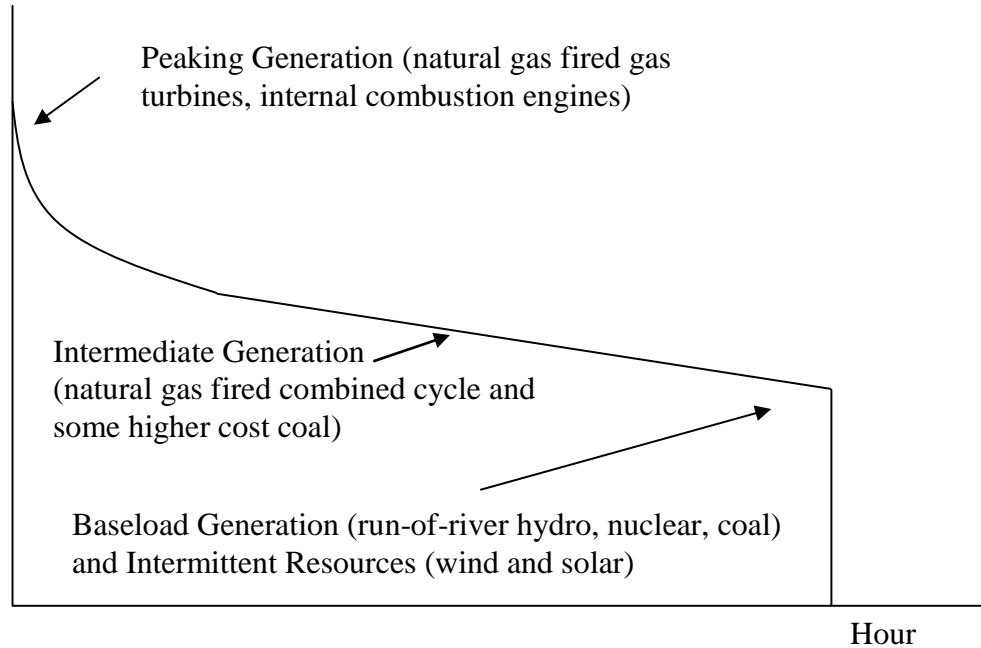 Peaking Generation (natural gas fired gas
turbines, internal combustion engines)
Intermediate Generation
(natural gas fired combined cycle and
some higher cost coal)
Baseload Generation (run-of-river hydro, nuclear, coal)
and Intermittent Resources (wind and solar)
Hour